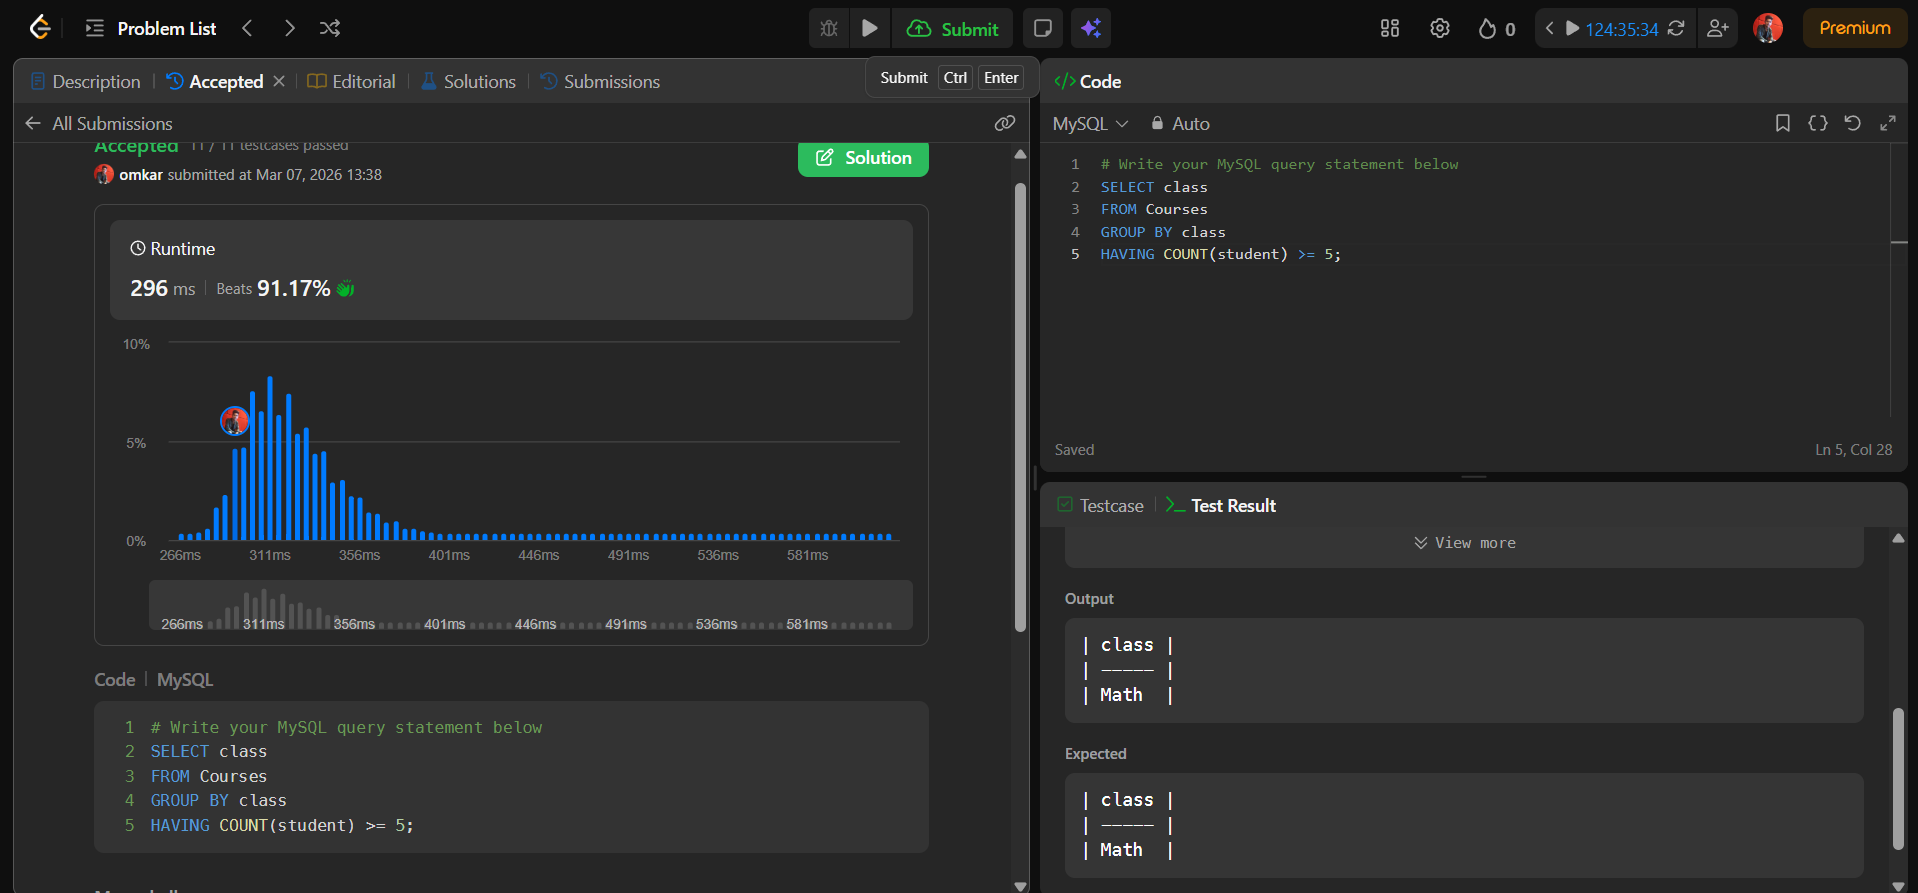 Problem List
Submit
0
124:35:34
Premium
Description
Accepted
Editorial
Solutions
Submissions
Submit Ctrl Enter
All Submissions
Accepted 11 / 11 testcases passed
omkar submitted at Mar 07, 2026 13:38
Solution
Runtime
296 ms Beats 91.17%
10%
5%
0%
266ms 311ms 356ms 401ms 446ms 491ms 536ms 581ms
266ms 311ms 356ms 401ms 446ms 491ms 536ms 581ms
Code MySQL
1 # Write your MySQL query statement below
2 SELECT class
3 FROM Courses
4 GROUP BY class
5 HAVING COUNT(student) >= 5;
</> Code
MySQL Auto
1 # Write your MySQL query statement below
2 SELECT class
3 FROM Courses
4 GROUP BY class
5 HAVING COUNT(student) >= 5;
Saved
Ln 5, Col 28
Testcase
>_ Test Result
View more
Output
| class |
| ----- |
| Math |
Expected
| class |
| ----- |
| Math |